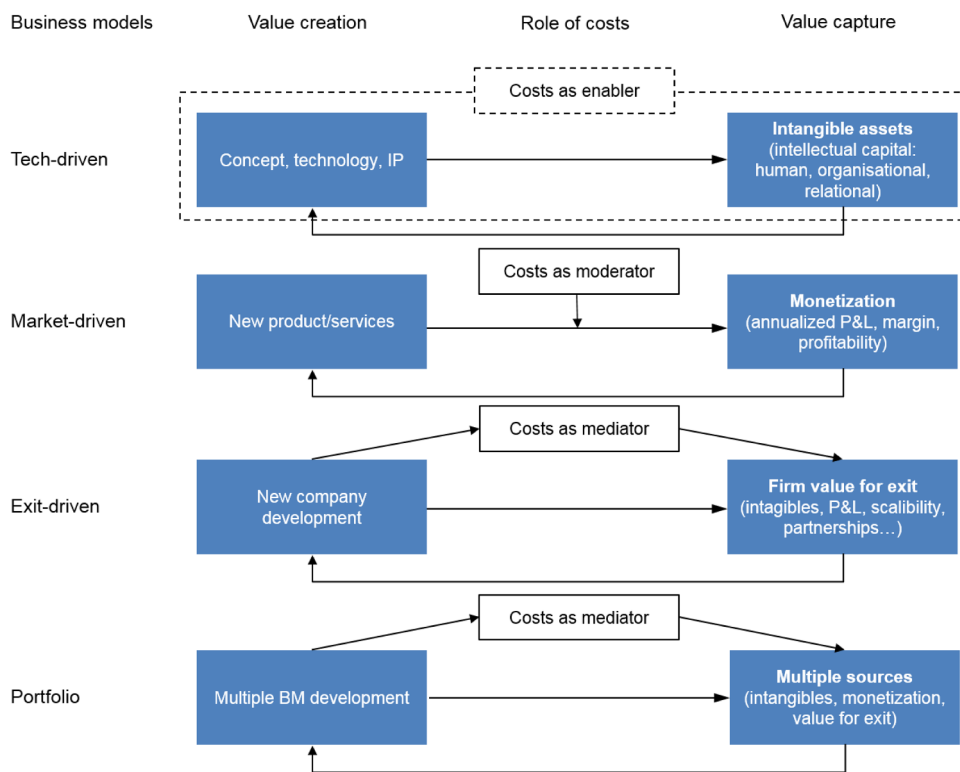 Business models
Value creation
Role of costs
Value capture
Costs as enabler
Tech-driven
Concept, technology, IP
Intangible assets
(intellectual capital:
human, organisational,
relational)
Costs as moderator
Market-driven
New product/services
Monetization
(annualized P&L, margin,
profitability)
Costs as mediator
Exit-driven
New company
development
Firm value for exit
(intagibles, P&L, scalibility,
partnerships…)
Costs as mediator
Portfolio
Multiple BM development
Multiple sources
(intangibles, monetization,
value for exit)